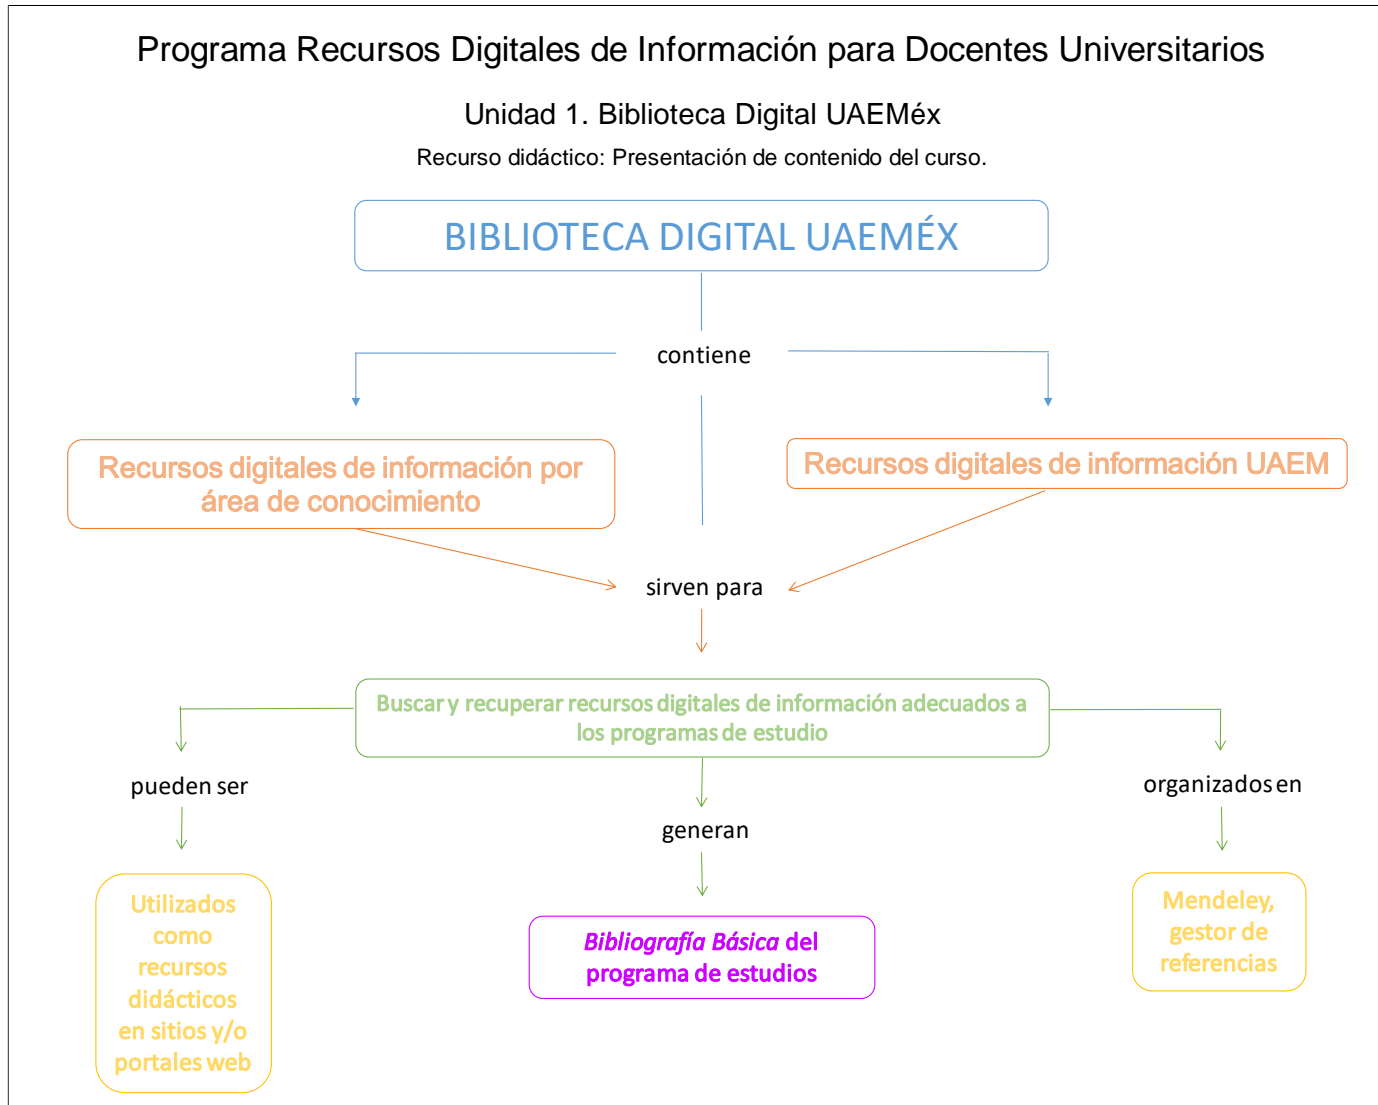 Programa Recursos Digitales de Información para Docentes Universitarios
Unidad 1. Biblioteca Digital UAEMéx
Recurso didáctico: Presentación de contenido del curso.
BIBLIOTECA DIGITAL UAEMÉX
contiene
Recursos digitales de información por
área de conocimiento
Recursos digitales de información UAEM
sirven para
Buscar y recuperar recursos digitales de información adecuados a
los programas de estudio
pueden ser
generan
organizados en
Utilizados
como
recursos
didácticos
en sitios y/o
portales web
Bibliografía Básica del
programa de estudios
Mendeley,
gestor de
referencias